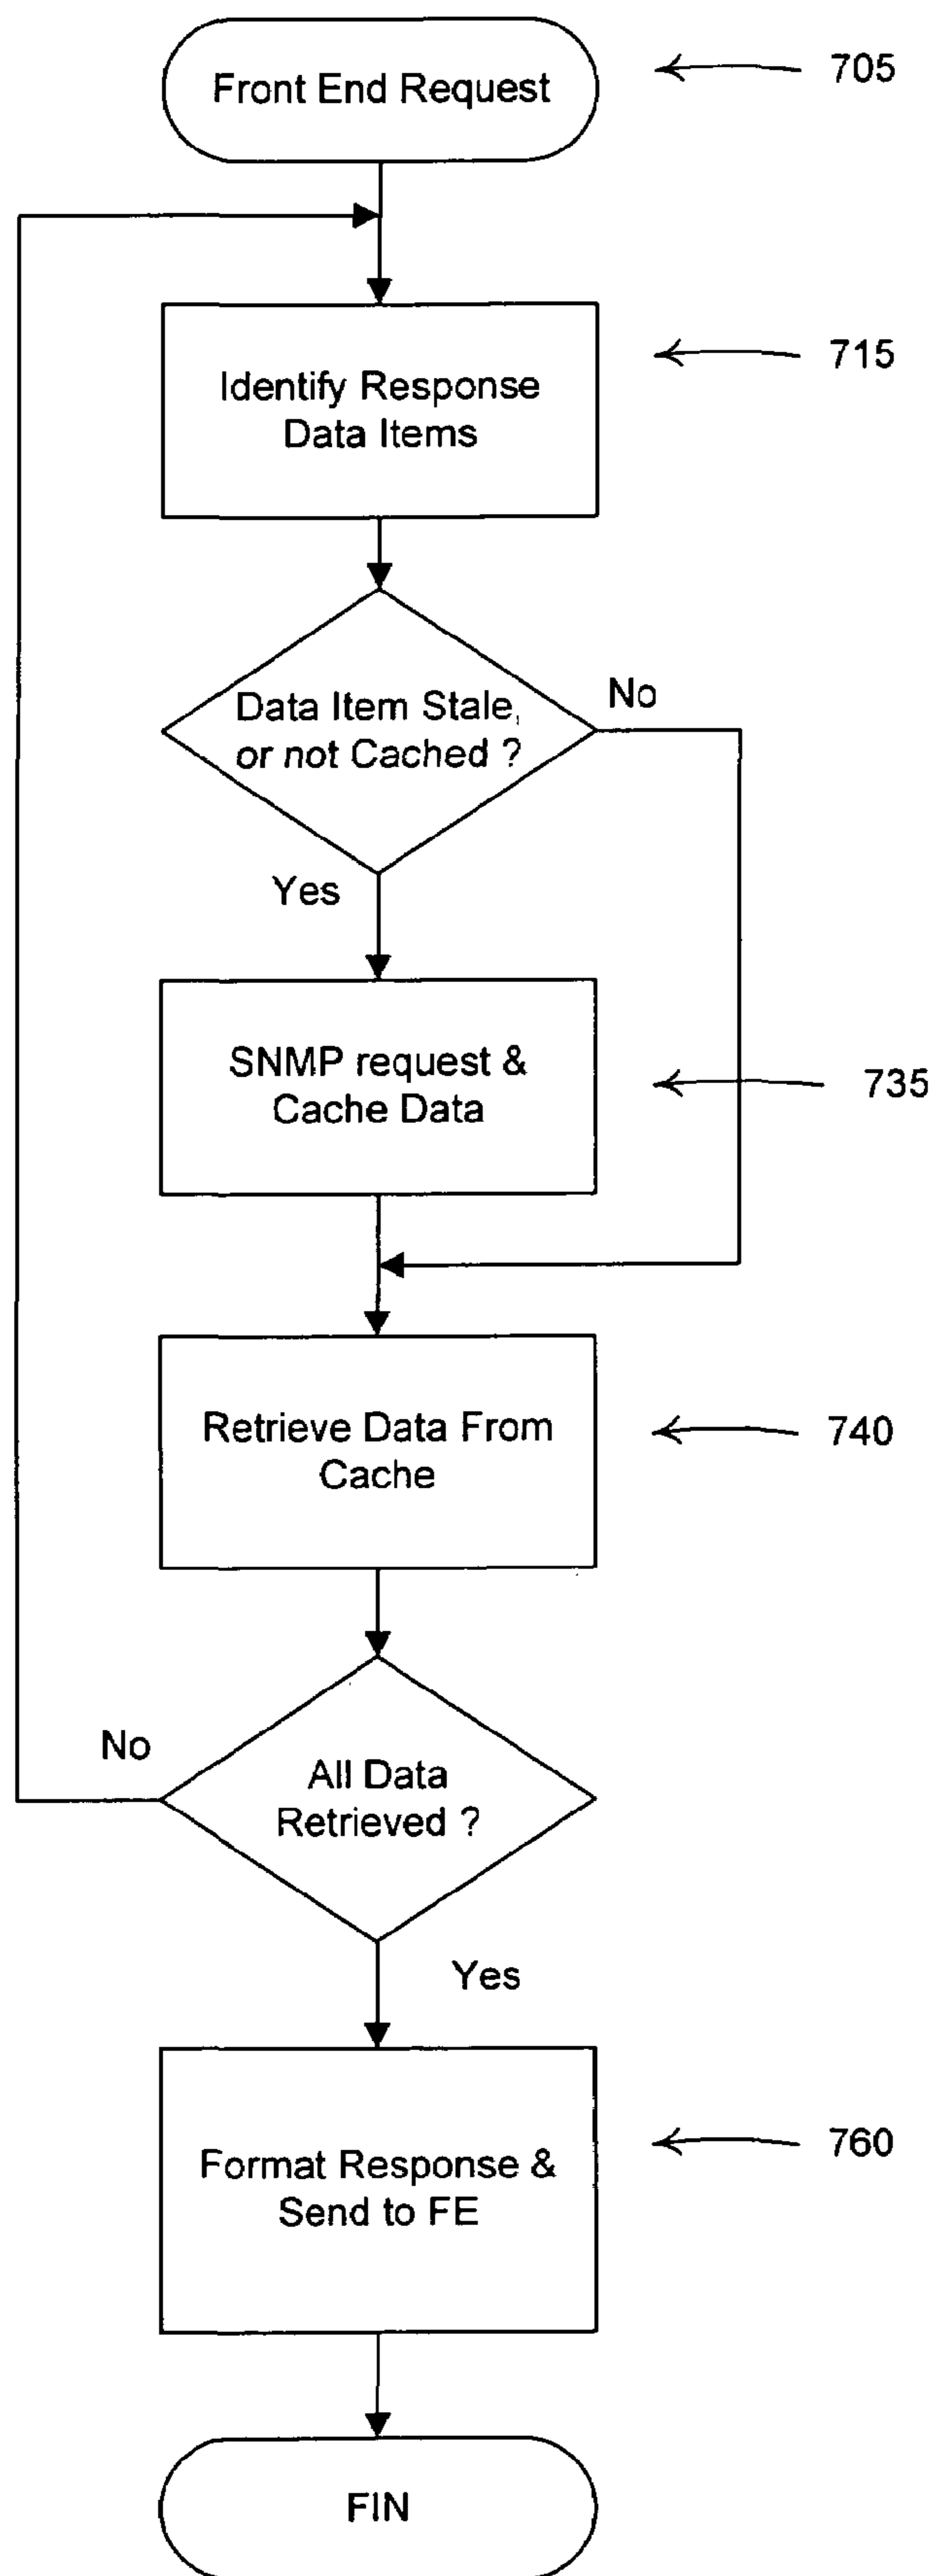 Front End Request
705
Identify Response
Data Items
715
Data Item Stale,
or not Cached ?
No
Yes
SNMP request &
Cache Data
735
Retrieve Data From
Cache
740
No
All Data
Retrieved ?
Yes
Format Response &
Send to FE
760
FIN